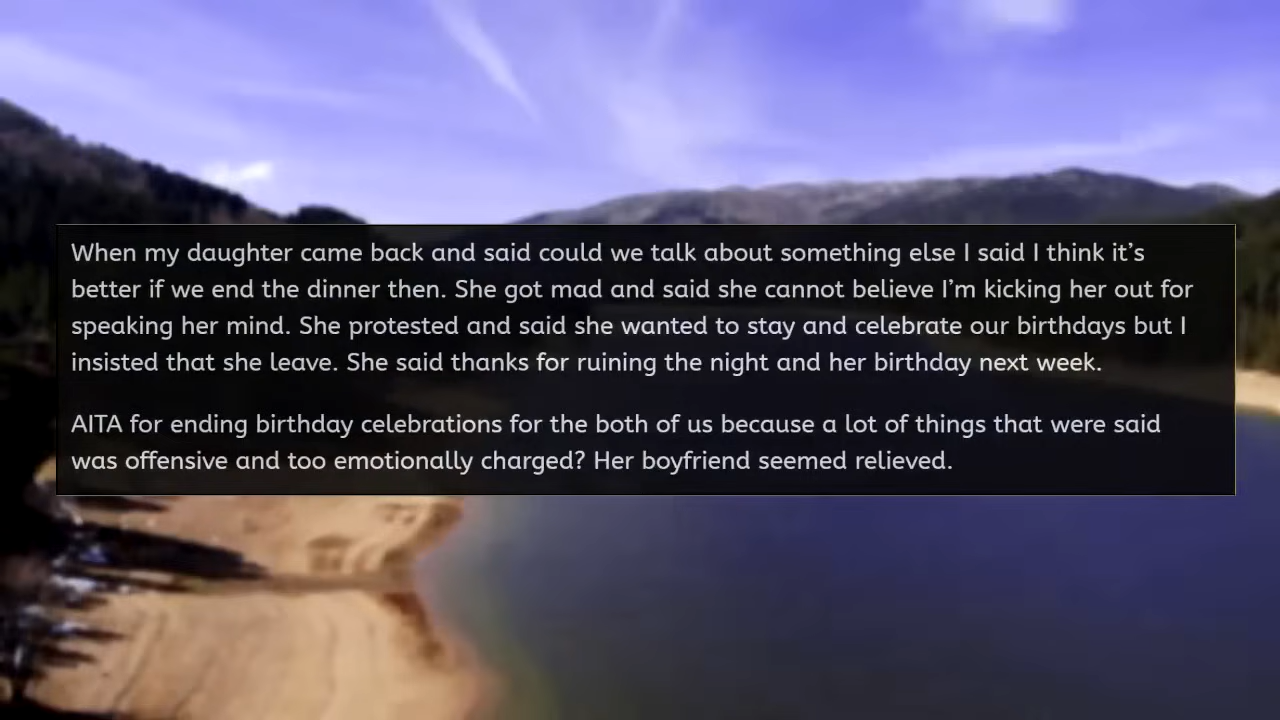 When my daughter came back and said could we talk about something else I said I think it’s
better if we end the dinner then. She got mad and said she cannot believe I’m kicking her out for
speaking her mind. She protested and said she wanted to stay and celebrate our birthdays but I
insisted that she leave. She said thanks for ruining the night and her birthday next week.
AITA for ending birthday celebrations for the both of us because a lot of things that were said
was offensive and too emotionally charged? Her boyfriend seemed relieved.